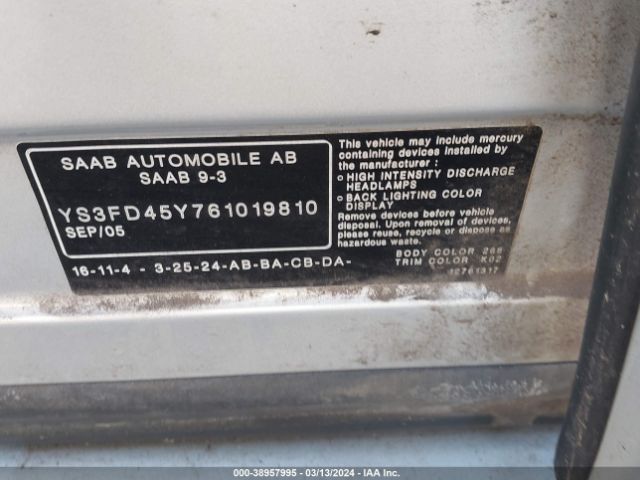 SAAB AUTOMOBILE AB
SAAB 9-3
YS3FD45Y761019810
SEP/05
16-11-4 - 3-25-24-AB-BA-CB-DA-
This vehicle may include mercury
containing devices installed by
the manufacturer :
o HIGH INTENSITY DISCHARGE
HEADLAMPS
o BACK LIGHTING COLOR
DISPLAY
Remove devices before vehicle
disposal. Upon removal of devices,
please reuse, recycle or dispose as
hazardous waste.
BODY COLOR 268
TRIM COLOR K02
12761317
000-38957995 - 03/13/2024 - IAA Inc.